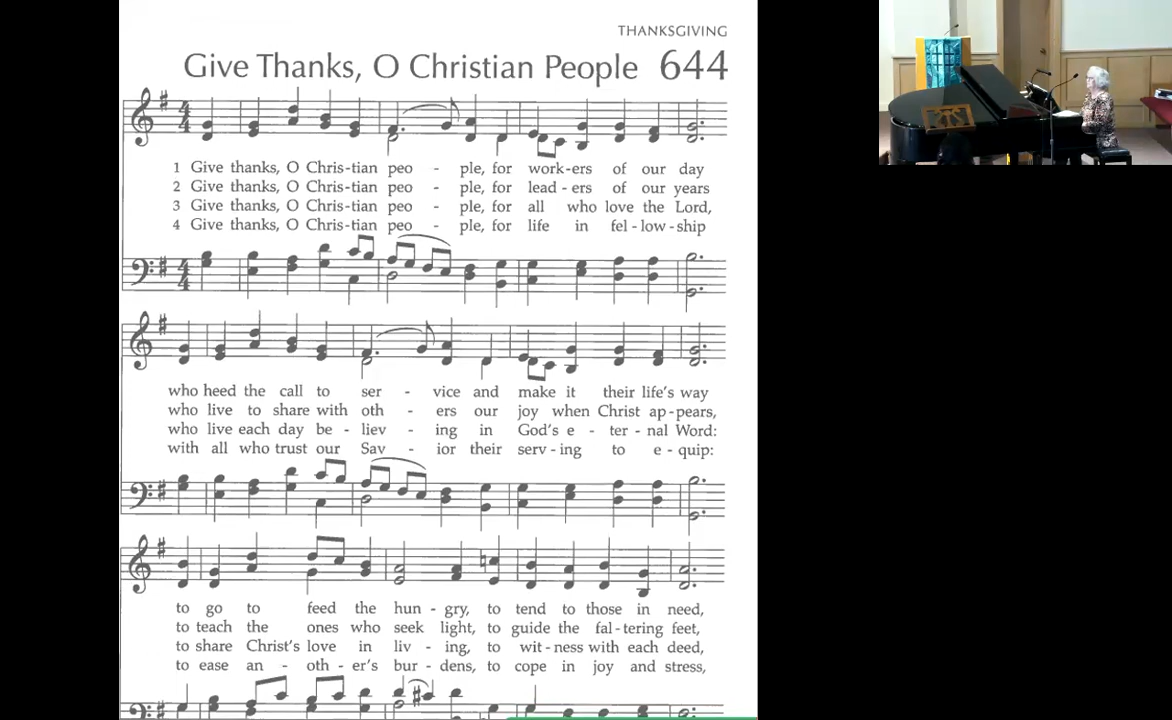 THANKSGIVING
Give Thanks, O Christian People 644
1 Give thanks, O Chris-tian peo - ple, for work-ers of our day
2 Give thanks, O Chris-tian peo - ple, for lead - ers of our years
3 Give thanks, O Chris-tian peo - ple, for all who love the Lord,
4 Give thanks, O Chris-tian peo - ple, for life in fel - low - ship
who heed the call to ser - vice and make it their life's way
who live to share with oth - ers our joy when Christ ap-pears,
who live each day be - liev - ing in God's e - ter - nal Word:
with all who trust our Sav - ior their serv - ing to e - quip:
to go to feed the hun - gry, to tend to those in need,
to teach the ones who seek light, to guide the fal - tering feet,
to share Christ's love in liv - ing, to wit - ness with each deed,
to ease an - oth - er's bur - dens, to cope in joy and stress,